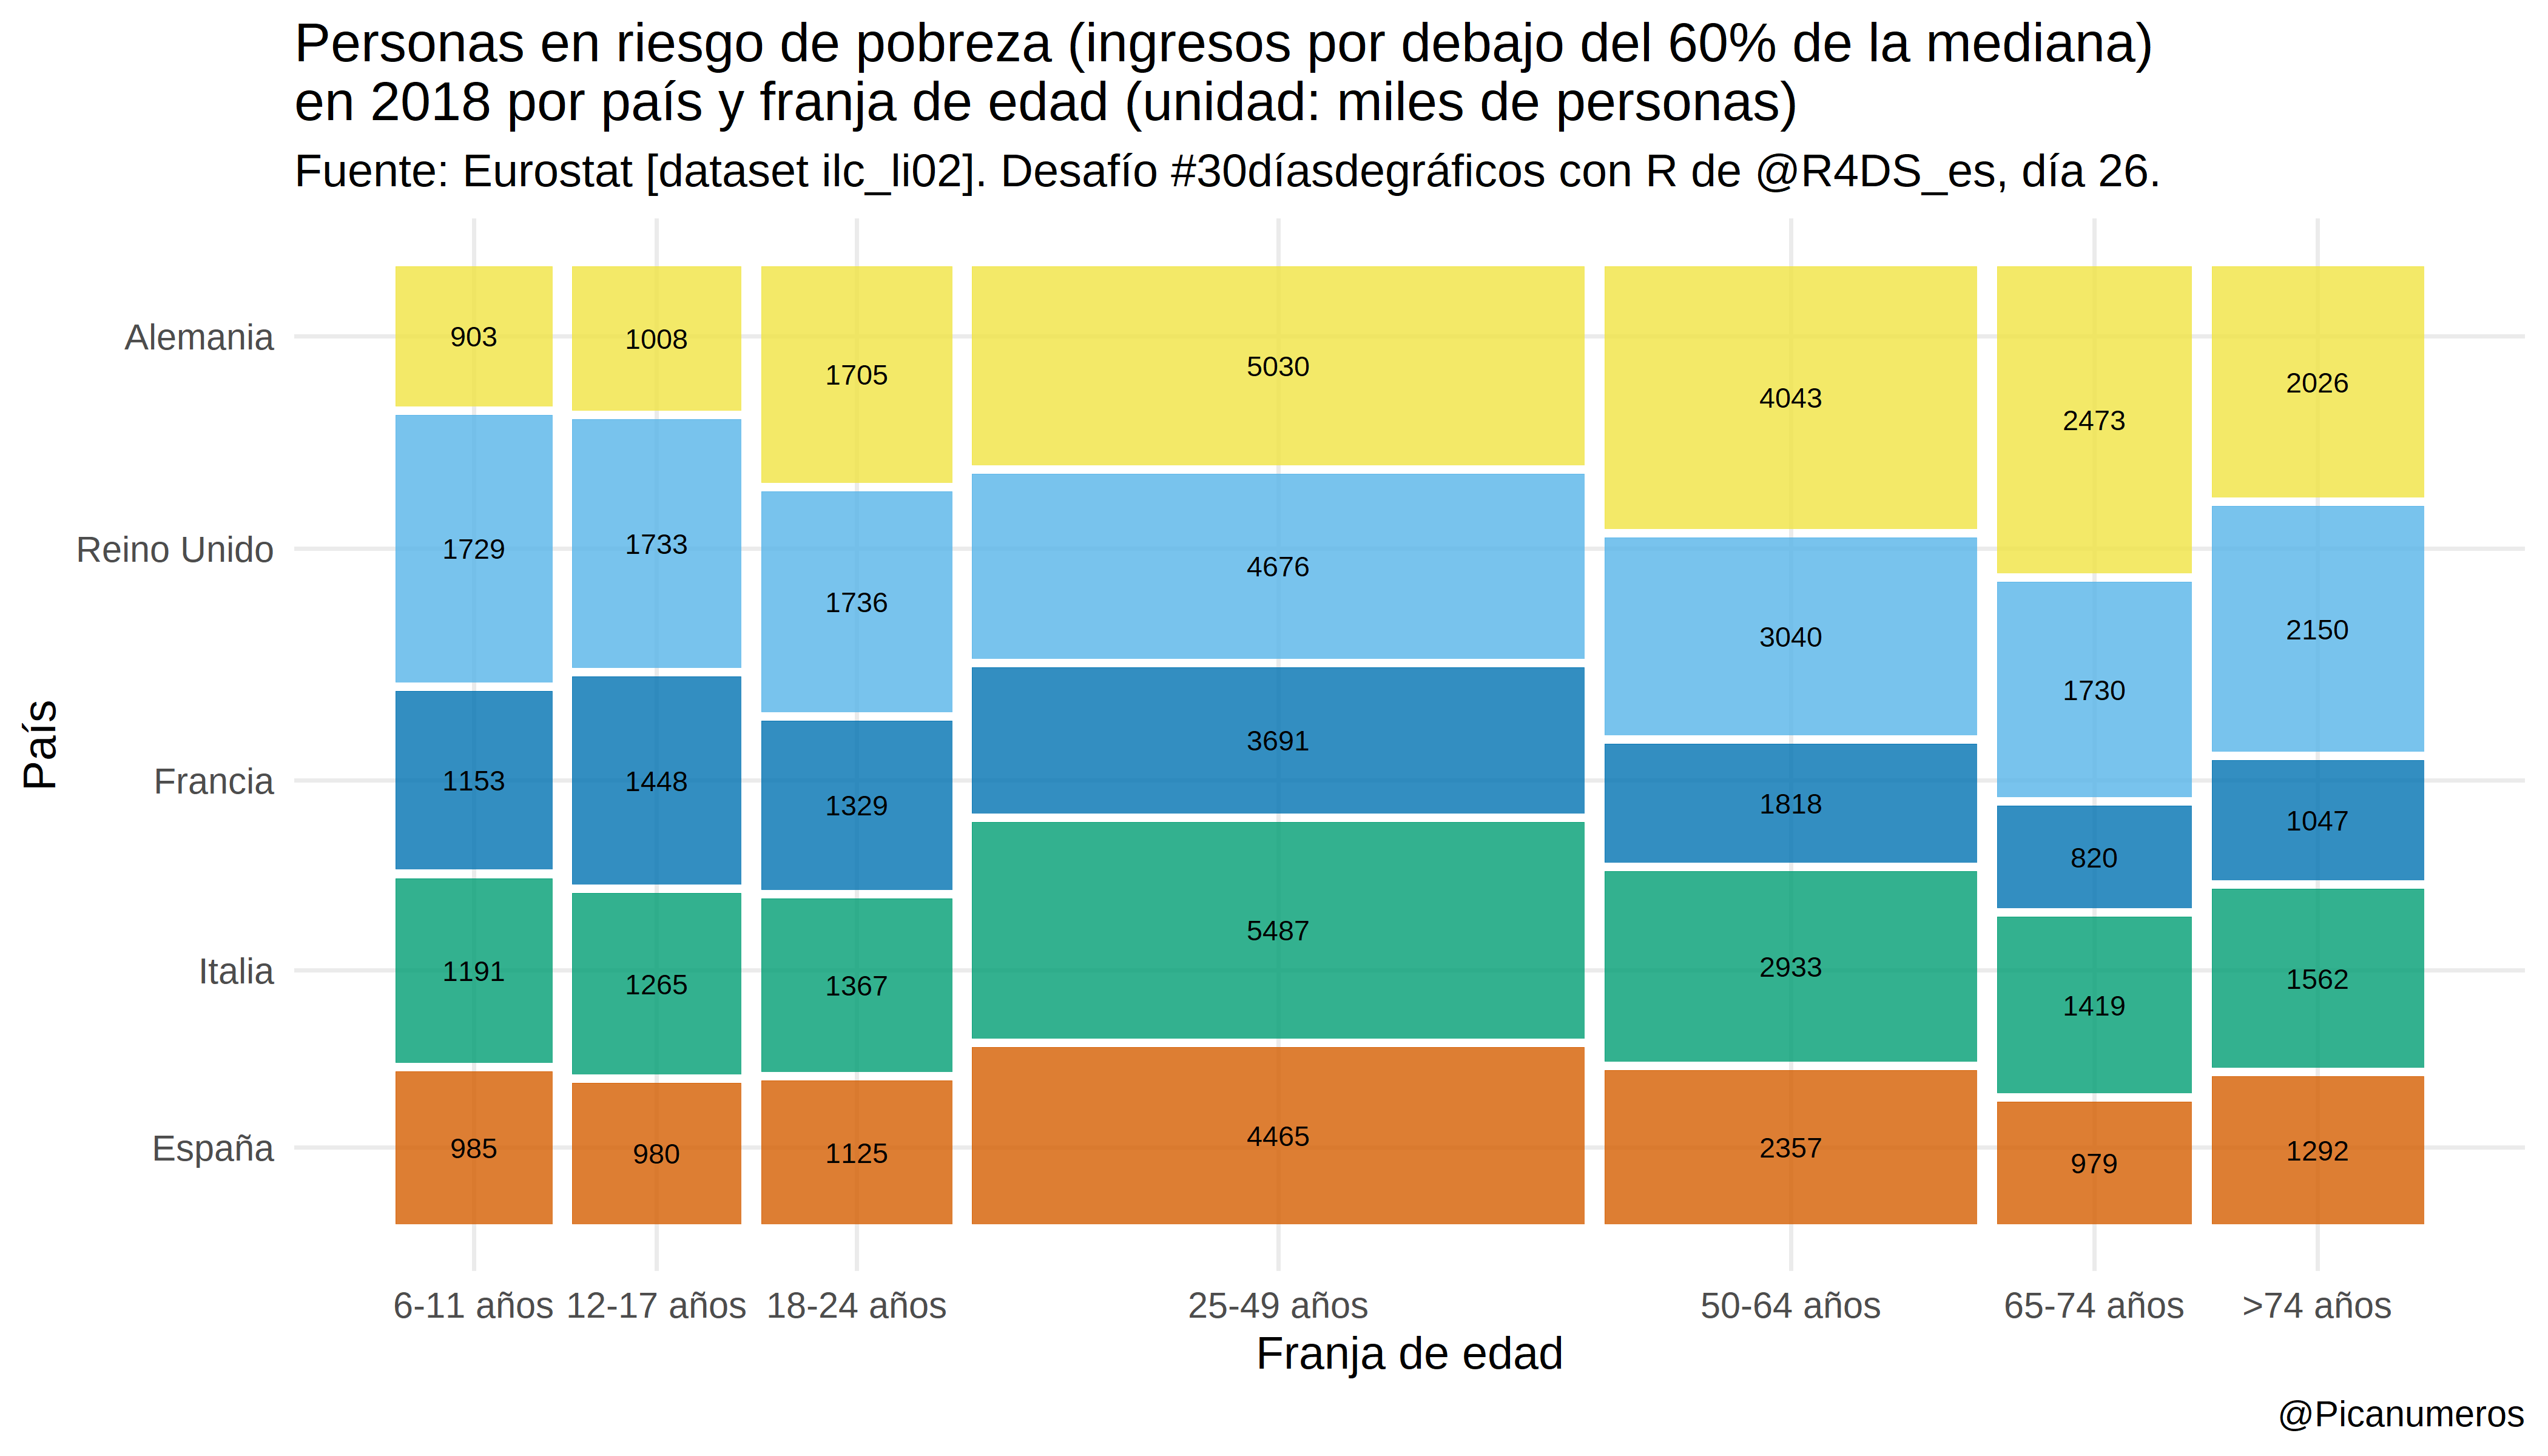 Personas en riesgo de pobreza (ingresos por debajo del 60% de la mediana)
en 2018 por país y franja de edad (unidad: miles de personas)
Fuente: Eurostat [dataset ilc_li02]. Desafío #30díasdegráficos con R de @R4DS_es, día 26.
País
Alemania
903 1008 1705 5030 4043 2473 2026
Reino Unido
1729 1733 1736 4676 3040 1730 2150
Francia
1153 1448 1329 3691 1818 820 1047
Italia
1191 1265 1367 5487 2933 1419 1562
España
985 980 1125 4465 2357 979 1292
6-11 años 12-17 años 18-24 años 25-49 años 50-64 años 65-74 años >74 años
Franja de edad
@Picanumeros